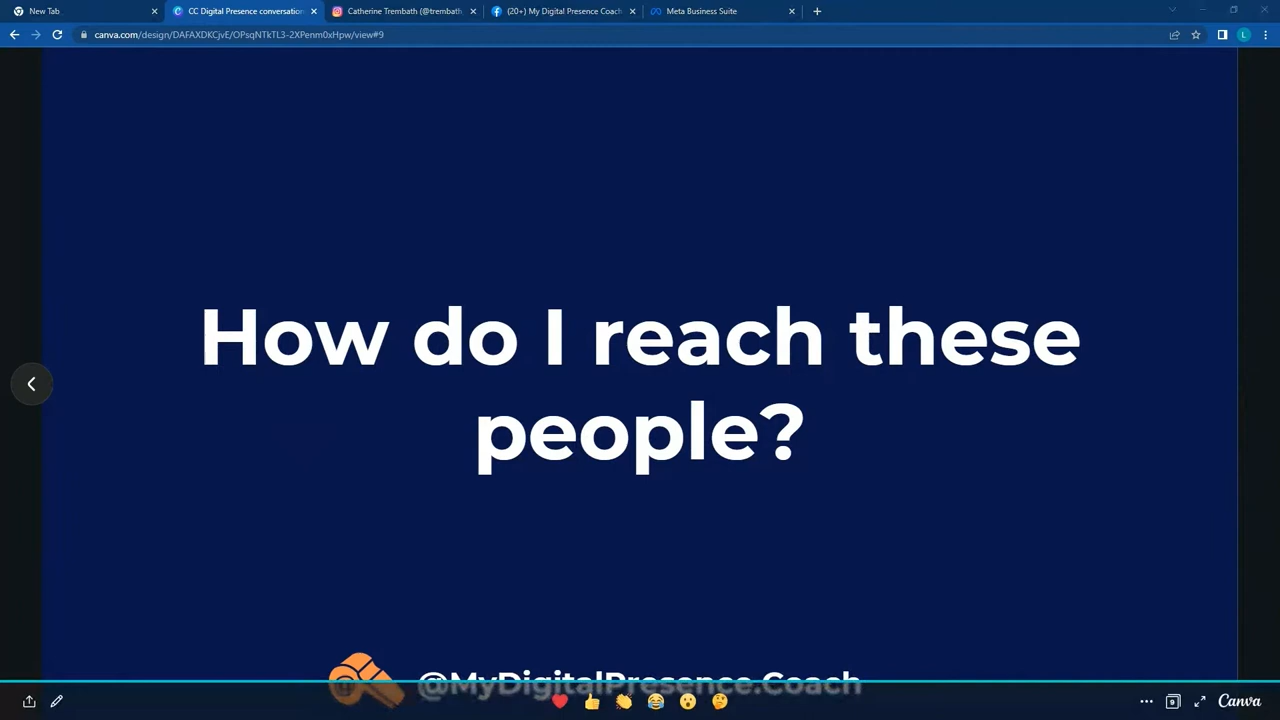 New Tab
CC Digital Presence conversation
Catherine Trembath (@trembath
(20+) My Digital Presence Coach
Meta Business Suite
canva.com/design/DAFAXDKCjvE/OPsqNTkTL3-2XPenm0xHpw/view#9
L
How do I reach these
people?
@MyDigitalPresence.Coach
9
Canva